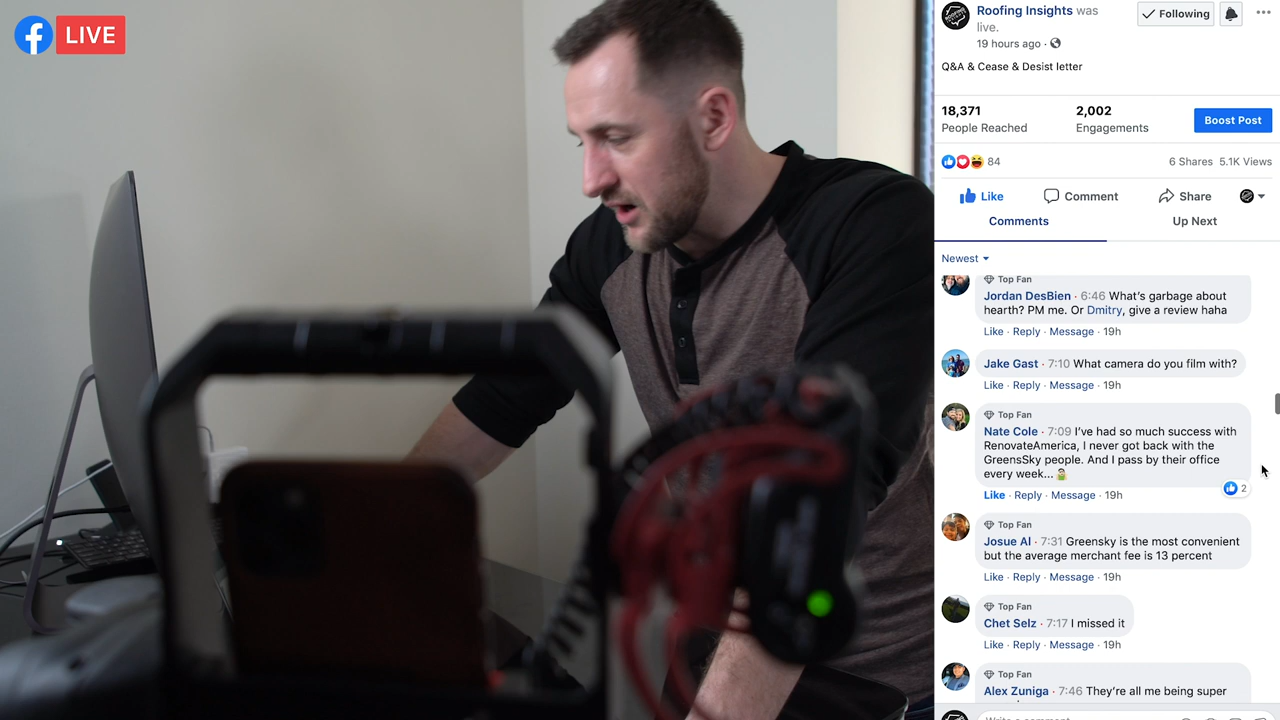 LIVE
Roofing Insights was
live.
19 hours ago ·
Following
Q&A & Cease & Desist letter
18,371
People Reached
2,002
Engagements
Boost Post
84
6 Shares 5.1K Views
Like
Comment
Share
Comments
Up Next
Newest
Top Fan
Jordan DesBien · 6:46 What's garbage about
hearth? PM me. Or Dmitry, give a review haha
Like · Reply · Message · 19h
Jake Gast · 7:10 What camera do you film with?
Like · Reply · Message · 19h
Top Fan
Nate Cole · 7:09 I've had so much success with
RenovateAmerica, I never got back with the
GreensSky people. And I pass by their office
every week...
2
Like · Reply · Message · 19h
Top Fan
Josue Al · 7:31 Greensky is the most convenient
but the average merchant fee is 13 percent
Like · Reply · Message · 19h
Top Fan
Chet Selz · 7:17 I missed it
Like · Reply · Message · 19h
Top Fan
Alex Zuniga · 7:46 They're all me being super
Write a comment